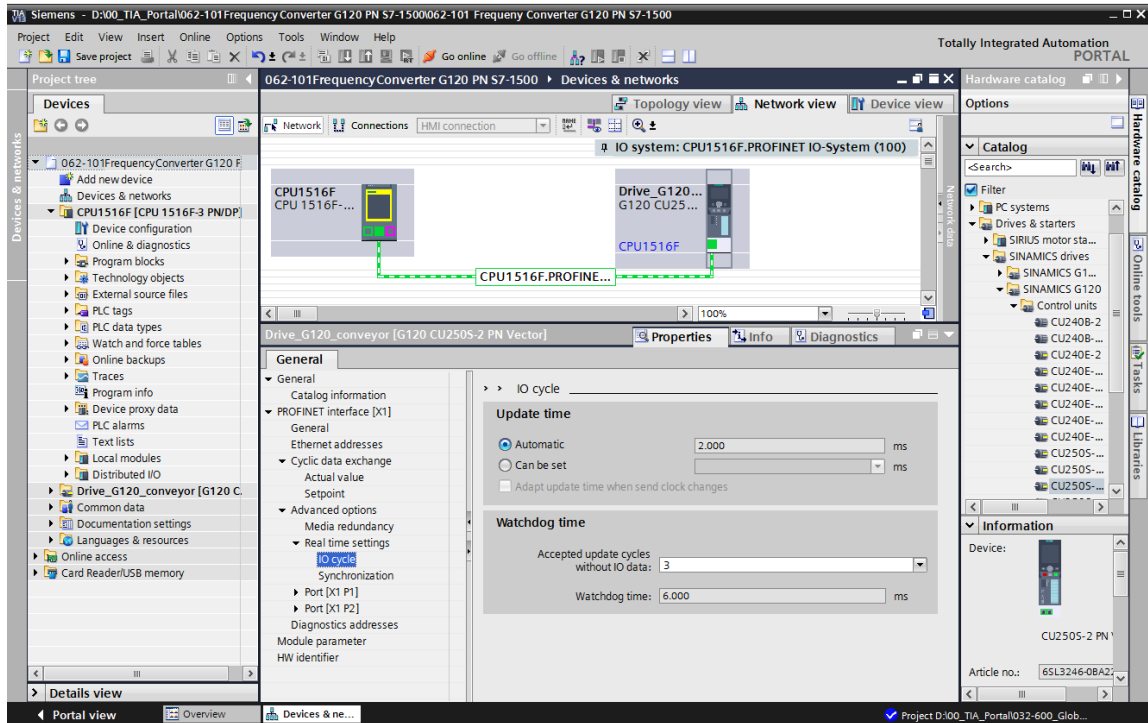 Siemens - D:\00_TIA_Portal\062-101Frequency Converter G120 PN S7-1500\062-101 Frequeny Converter G120 PN S7-1500
Project Edit View Insert Online Options Tools Window Help
Totally Integrated Automation
PORTAL
Save project Go online Go offline
Project tree
062-101FrequencyConverter G120 PN S7-1500 Devices & networks
Hardware catalog
Devices
Topology view Network view Device view
Options
Network Connections HMI connection
IO system: CPU1516F.PROFINET IO-System (100)
Catalog
<Search>
Filter
062-101FrequencyConverter G120 P
Add new device
Devices & networks
CPU1516F [CPU 1516F-3 PN/DP]
Device configuration
Online & diagnostics
Program blocks
Technology objects
External source files
PLC tags
PLC data types
Watch and force tables
Online backups
Traces
Program info
Device proxy data
PLC alarms
Text lists
Local modules
Distributed I/O
Drive_G120_conveyor [G120 C.
Common data
Documentation settings
Languages & resources
Online access
Card Reader/USB memory
Details view
CPU1516F
CPU 1516F-...
Drive_G120...
G120 CU25...
CPU1516F
CPU1516F.PROFINE...
100%
Network data
Devices & networks
Drive_G120_conveyor [G120 CU250S-2 PN Vector]
Properties Info Diagnostics
General
General
Catalog information
PROFINET interface [X1]
General
Ethernet addresses
Cyclic data exchange
Actual value
Setpoint
Advanced options
Media redundancy
Real time settings
IO cycle
Synchronization
Port [X1 P1]
Port [X1 P2]
Diagnostics addresses
Module parameter
HW identifier
> > IO cycle
Update time
Automatic 2.000 ms
Can be set ms
Adapt update time when send clock changes
Watchdog time
Accepted update cycles
without IO data: 3
Watchdog time: 6.000 ms
PC systems
Drives & starters
SIRIUS motor sta...
SINAMICS drives
SINAMICS G1...
SINAMICS G120
Control units
CU240B-2
CU240B-...
CU240E-2
CU240E-...
CU240E-...
CU240E-...
CU240E-...
CU240E-...
CU250S-...
CU250S-...
CU250S-...
Information
Device:
CU250S-2 PN
Article no.: 6SL3246-0BA22
Hardware catalog
Online tools
Tasks
Libraries
Portal view Overview Devices & ne...
Project D:\00_TIA_Portal\032-600_Glob...